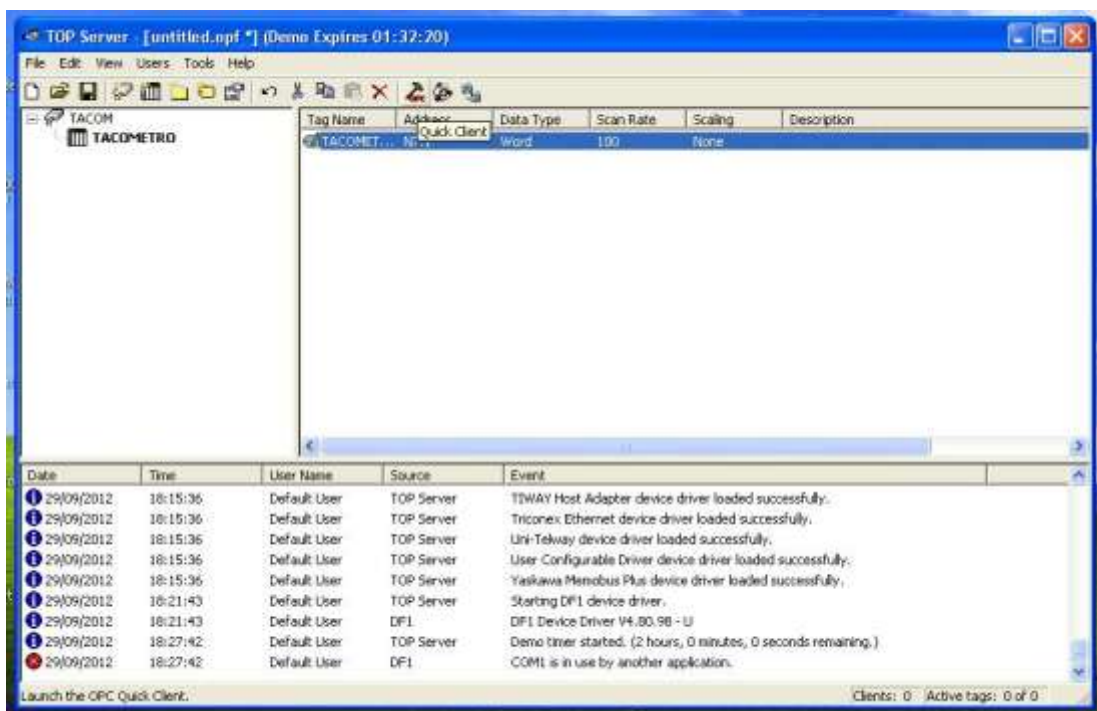 TOP Server - [untitled.opf *] (Demo Expires 01:32:20)
File Edit View Users Tools Help
TACOM
TACOMETRO
Tag Name Address Data Type Scan Rate Scaling Description
Quick Client
TACOMET... Word 100 None
Date Time User Name Source Event
29/09/2012 18:15:36 Default User TOP Server TIWAY Host Adapter device driver loaded successfully.
29/09/2012 18:15:36 Default User TOP Server Triconex Ethernet device driver loaded successfully.
29/09/2012 18:15:36 Default User TOP Server Uni-Telway device driver loaded successfully.
29/09/2012 18:15:36 Default User TOP Server User Configurable Driver device driver loaded successfully.
29/09/2012 18:15:36 Default User TOP Server Yaskawa Memobus Plus device driver loaded successfully.
29/09/2012 18:21:43 Default User TOP Server Starting DF1 device driver.
29/09/2012 18:21:43 Default User DF1 DF1 Device Driver V4.80.98 - U
29/09/2012 18:27:42 Default User TOP Server Demo timer started. (2 hours, 0 minutes, 0 seconds remaining.)
29/09/2012 18:27:42 Default User DF1 COM1 is in use by another application.
Launch the OPC Quick Client. Clients: 0 Active tags: 0 of 0